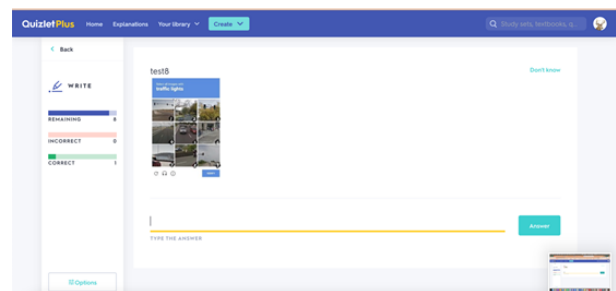 QuizletPlus
Home
Explanations
Your library
Create
Study sets, textbooks, q...
Back
WRITE
REMAINING 8
INCORRECT 0
CORRECT 1
test8
Don't know
traffic lights
TYPE THE ANSWER
Answer
Options